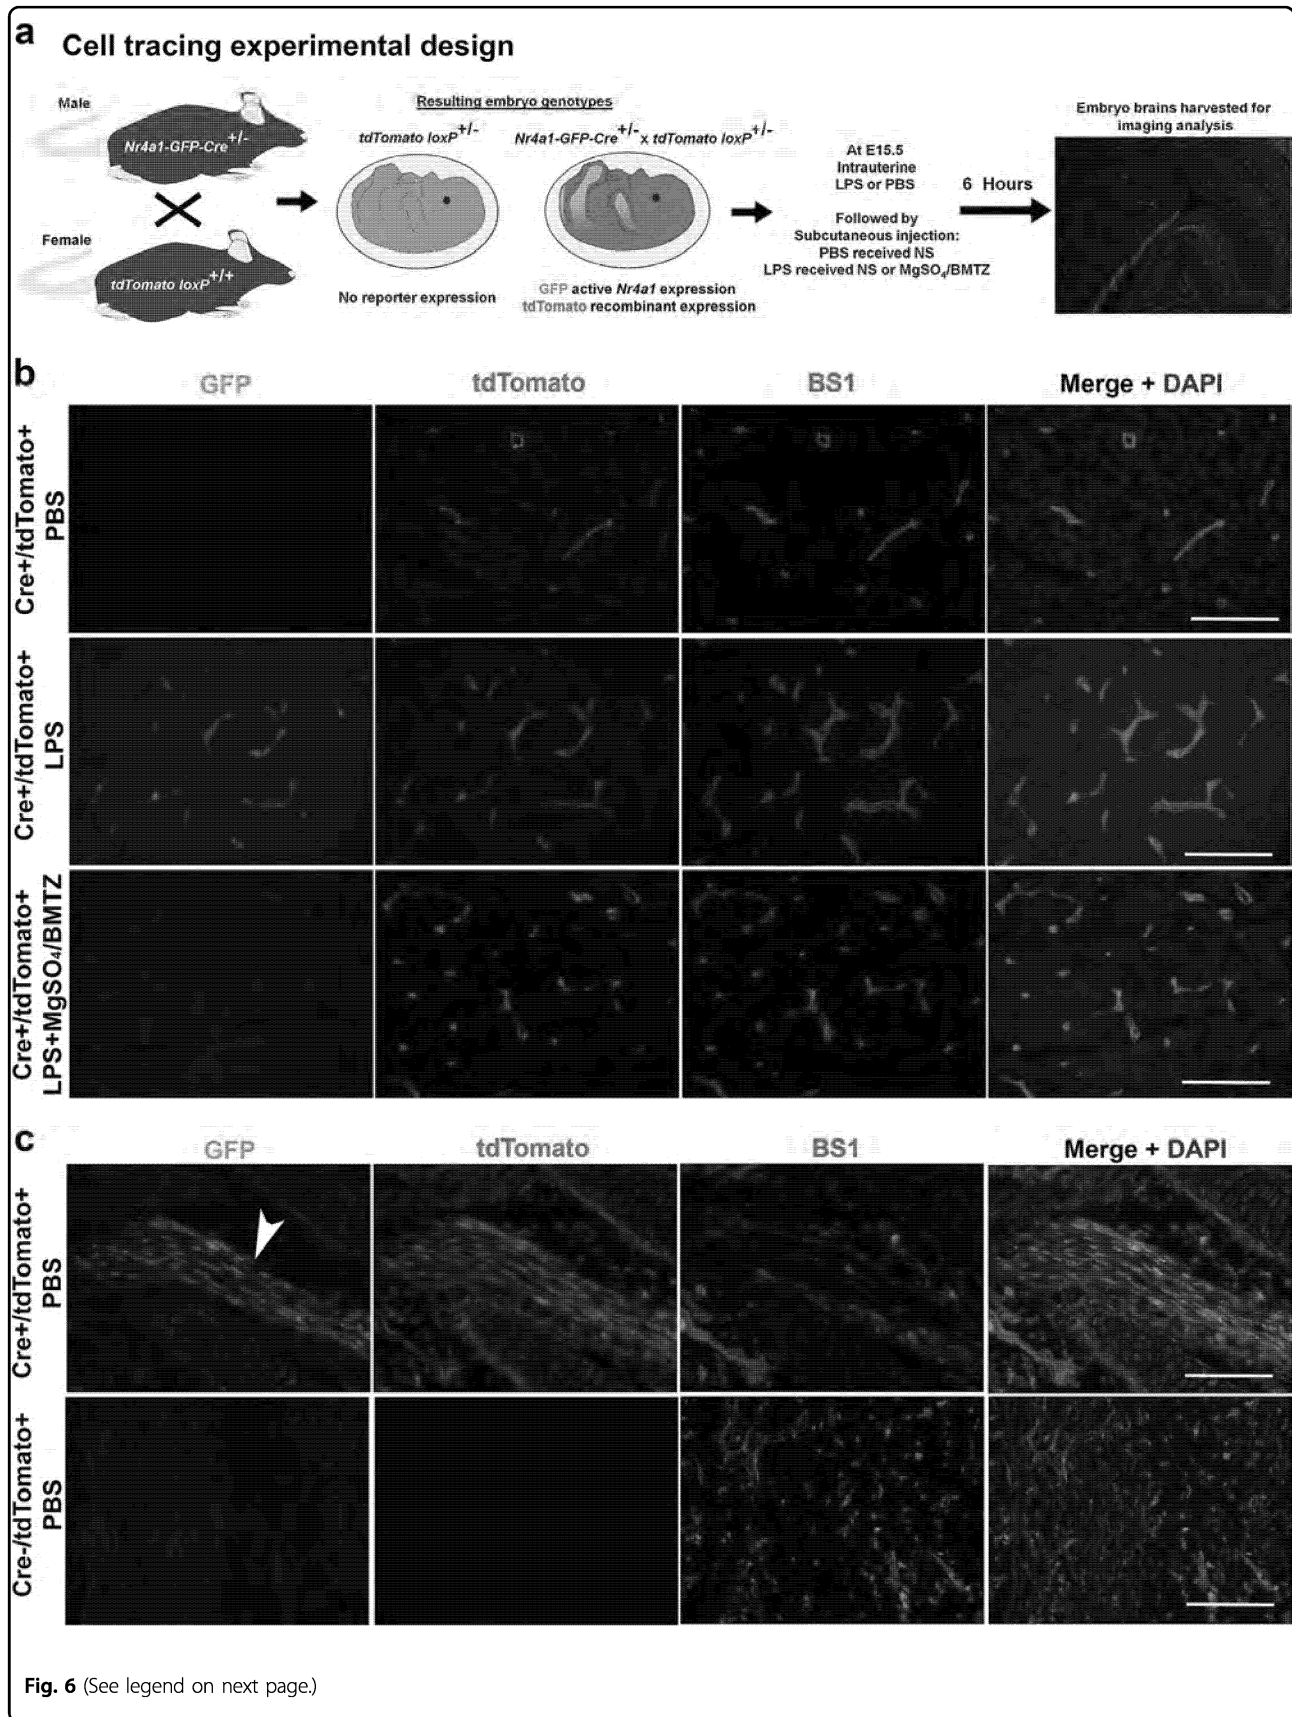 a
Cell tracing experimental design
Male
Nr4a1-GFP-Cre+/-
Female
tdTomato loxP+/+
Resulting embryo genotypes
tdTomato loxP+/-
No reporter expression
Nr4a1-GFP-Cre+/- x tdTomato loxP+/-
GFP active Nr4a1 expression
tdTomato recombinant expression
At E15.5
Intrauterine
LPS or PBS
Followed by
Subcutaneous injection:
PBS received NS
LPS received NS or MgSO4/BMTZ
6 Hours
Embryo brains harvested for
imaging analysis
b
GFP tdTomato BS1 Merge + DAPI
Cre+/tdTomato+
PBS
Cre+/tdTomato+
LPS
Cre+/tdTomato+
LPS+MgSO4/BMTZ
c
GFP tdTomato BS1 Merge + DAPI
Cre+/tdTomato+
PBS
Cre-/tdTomato+
PBS
Fig. 6 (See legend on next page.)